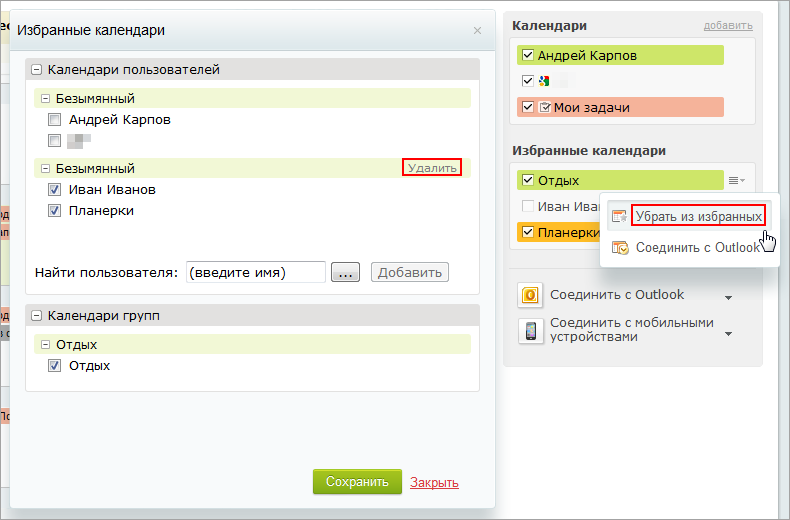 Избранные календари
Календари пользователей
Безымянный
Андрей Карпов
Безымянный
Удалить
Иван Иванов
Планерки
Найти пользователя:
(введите имя)
...
Добавить
Календари групп
Отдых
Отдых
Сохранить
Закрыть
Календари
добавить
Андрей Карпов
Мои задачи
Избранные календари
Отдых
Иван
Планерки
Убрать из избранных
Соединить с Outlook
Соединить с Outlook
Соединить с мобильными
устройствами